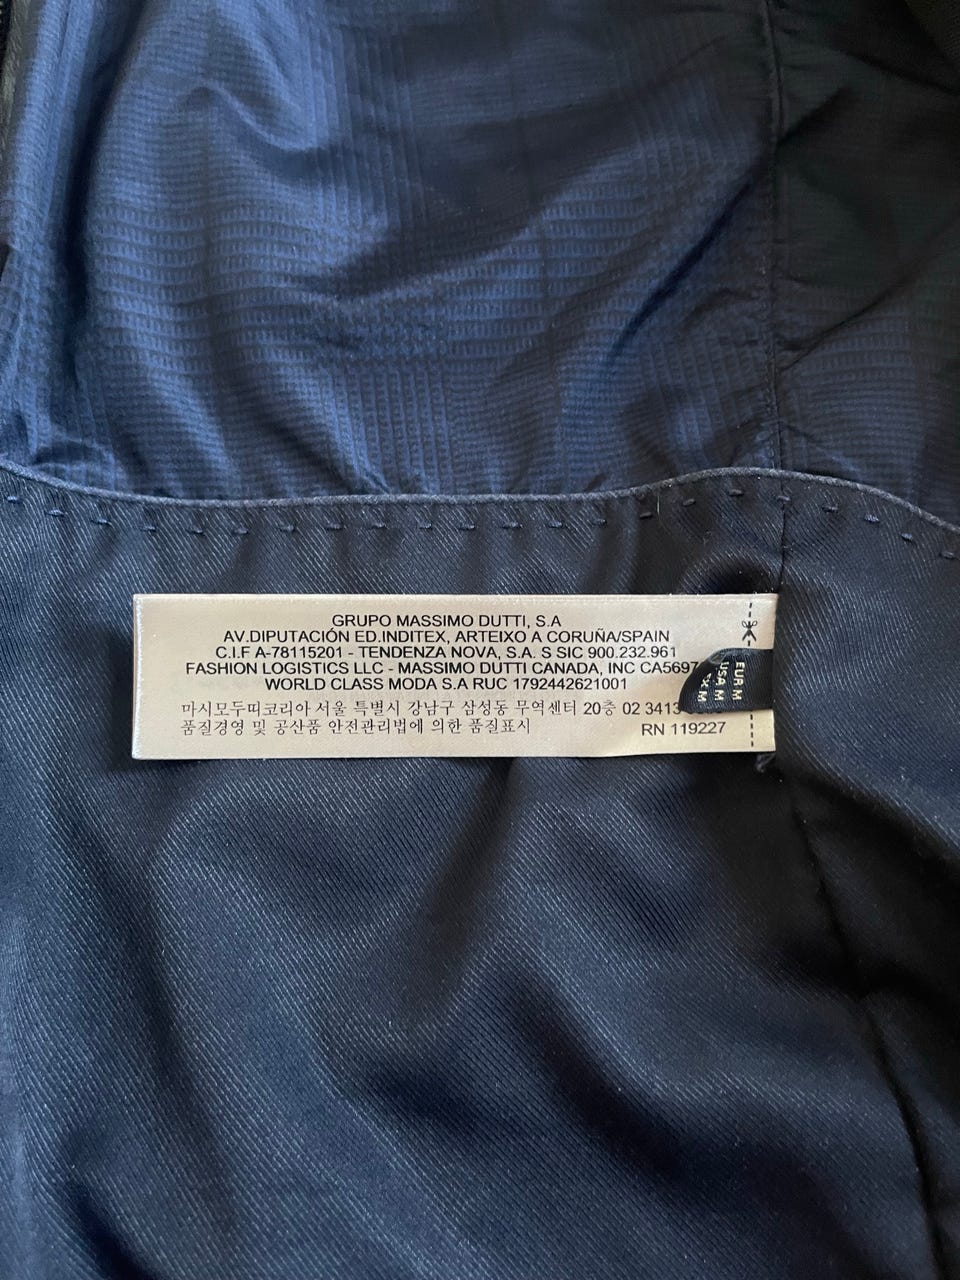 GRUPO MASSIMO DUTTI, S.A
AV.DIPUTACIÓN ED.INDITEX, ARTEIXO A CORUÑA/SPAIN
C.I.F A-78115201 - TENDENZA NOVA, S.A. S SIC 900.232.961
FASHION LOGISTICS LLC - MASSIMO DUTTI CANADA, INC CA5697
WORLD CLASS MODA S.A RUC 1792442621001
마시모두띠코리아 서울 특별시 강남구 삼성동 무역센터 20층 02 3413
품질경영 및 공산품 안전관리법에 의한 품질표시
RN 119227
EUR M
USA M
M